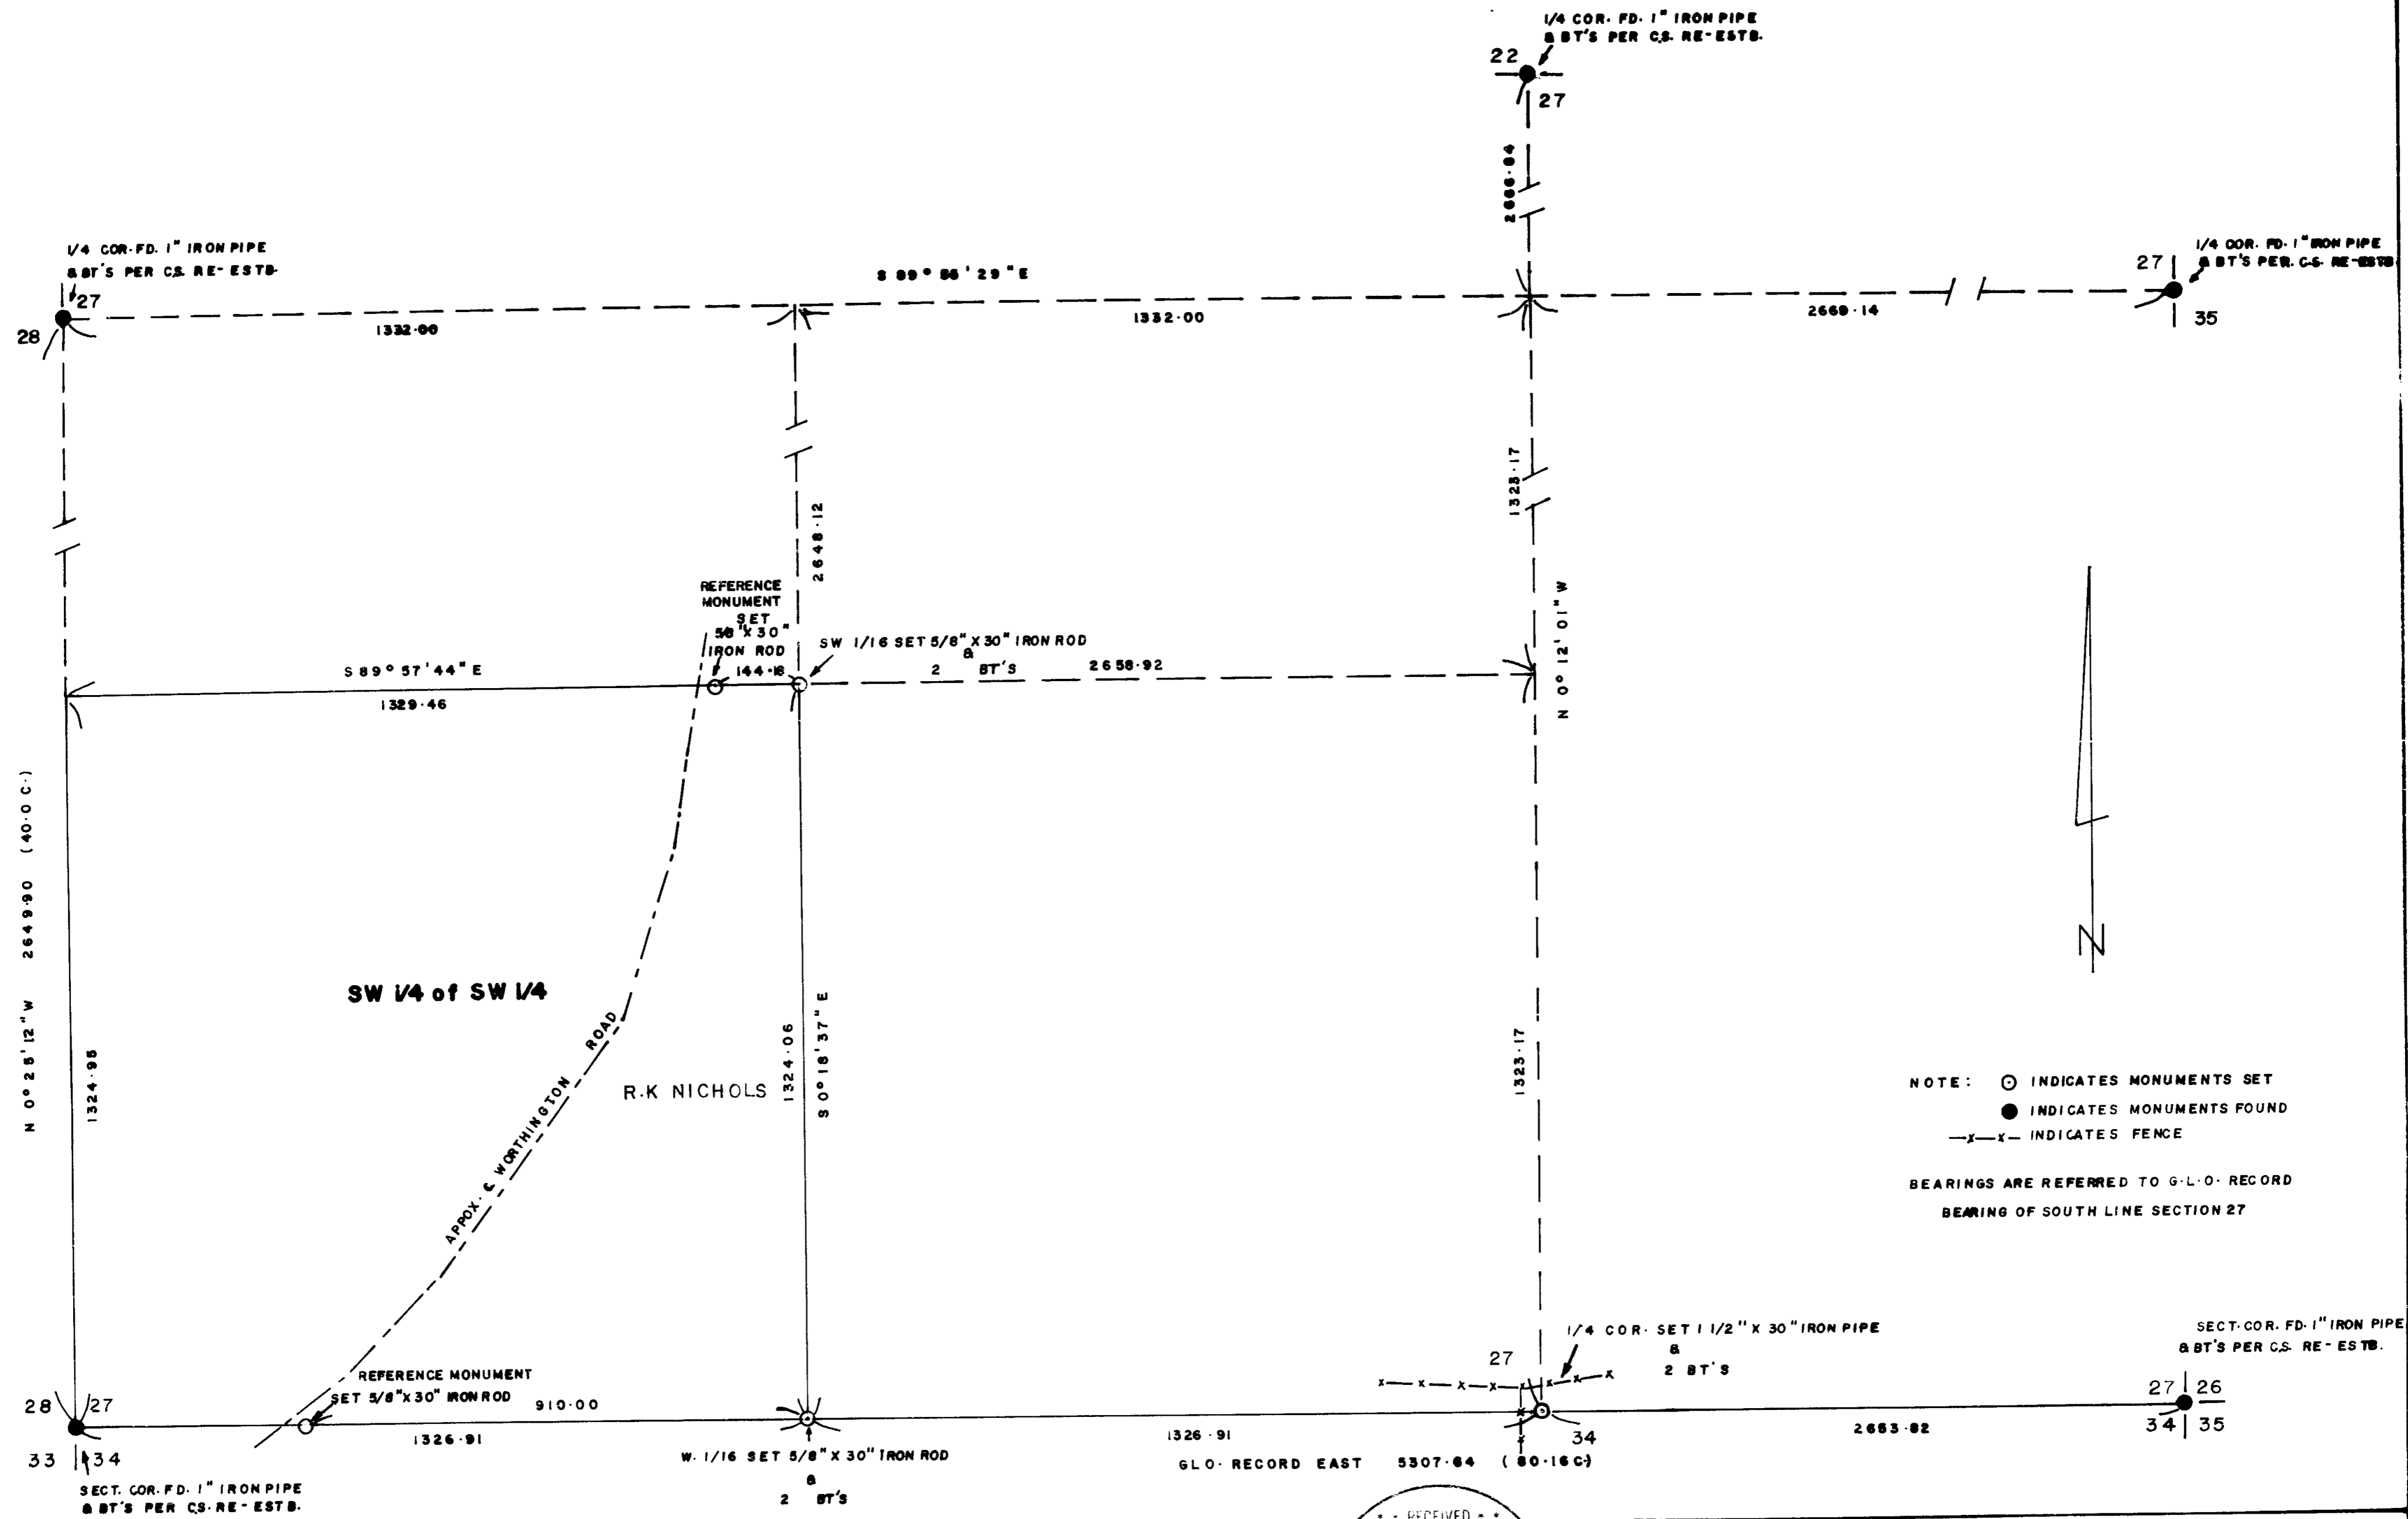 1/4 COR. FD. 1" IRON PIPE
& BT'S PER C.S. RE-ESTB.
22
27
2666.84
1/4 COR. FD. 1" IRON PIPE
& BT'S PER C.S. RE-ESTB.
27
28
S 89° 56' 29" E
1332.00
1332.00
2669.14
1/4 COR. FD. 1" IRON PIPE
& BT'S PER. C.S. RE-ESTB
27
35
1323.17
2648.12
N 0° 12' 01" W
REFERENCE
MONUMENT
SET
5/8" X 30"
IRON ROD
144.18
SW 1/16 SET 5/8" X 30" IRON ROD
&
2 BT'S
2658.92
S 89° 57' 44" E
1329.46
N 0° 25' 12" W 2649.90 (40.0 C.)
1324.95
SW 1/4 of SW 1/4
APPOX. ℄ WORTHINGTON ROAD
R.K NICHOLS
1324.06
S 0° 18' 37" E
1323.17
N
NOTE: INDICATES MONUMENTS SET
INDICATES MONUMENTS FOUND
—x—x— INDICATES FENCE
BEARINGS ARE REFERRED TO G.L.O. RECORD
BEARING OF SOUTH LINE SECTION 27
1/4 COR. SET 1 1/2" X 30" IRON PIPE
&
2 BT'S
27
34
SECT. COR. FD. 1" IRON PIPE
& BT'S PER C.S. RE-ESTB.
27 26
34 35
28 27
33 34
REFERENCE MONUMENT
SET 5/8" X 30" IRON ROD
910.00
1326.91
1326.91
2653.82
W. 1/16 SET 5/8" X 30" IRON ROD
&
2 BT'S
GLO. RECORD EAST 5307.64 (80.16 C.)
SECT. COR. FD. 1" IRON PIPE
& BT'S PER C.S. RE-ESTB.
RECEIVED